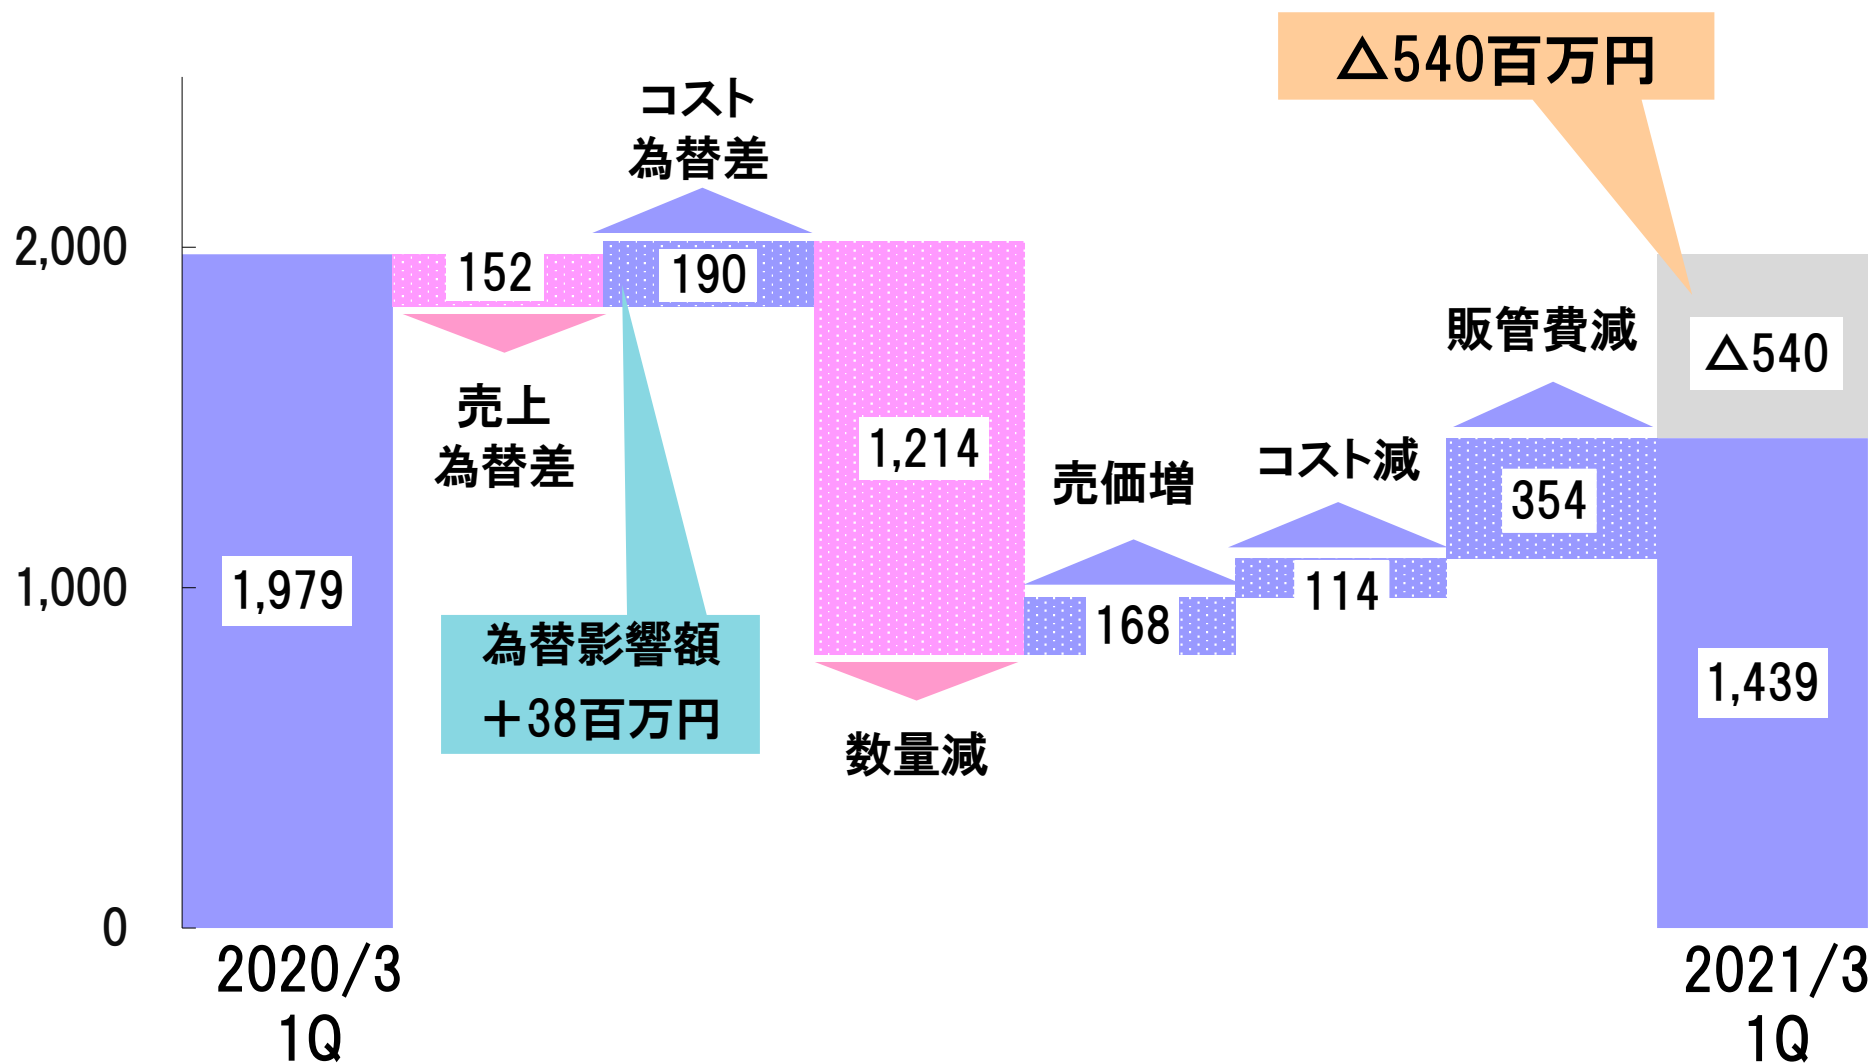 △540百万円
コスト
為替差
2,000
152
190
販管費減
△540
売上
為替差
1,214
売価増
コスト減
354
1,000
1,979
168
114
為替影響額
＋38百万円
1,439
数量減
0
2020/3
1Q
2021/3
1Q